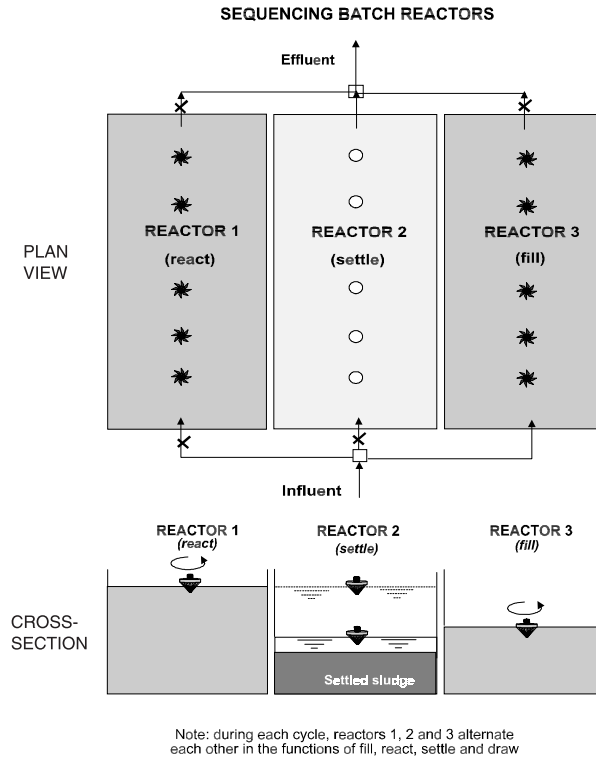 SEQUENCING BATCH REACTORS
Effluent
REACTOR 1
(react)
REACTOR 2
(settle)
REACTOR 3
(fill)
PLAN
VIEW
Influent
REACTOR 1
(react)
REACTOR 2
(settle)
REACTOR 3
(fill)
CROSS-
SECTION
Settled sludge
Note: during each cycle, reactors 1, 2 and 3 alternate
each other in the functions of fill, react, settle and draw